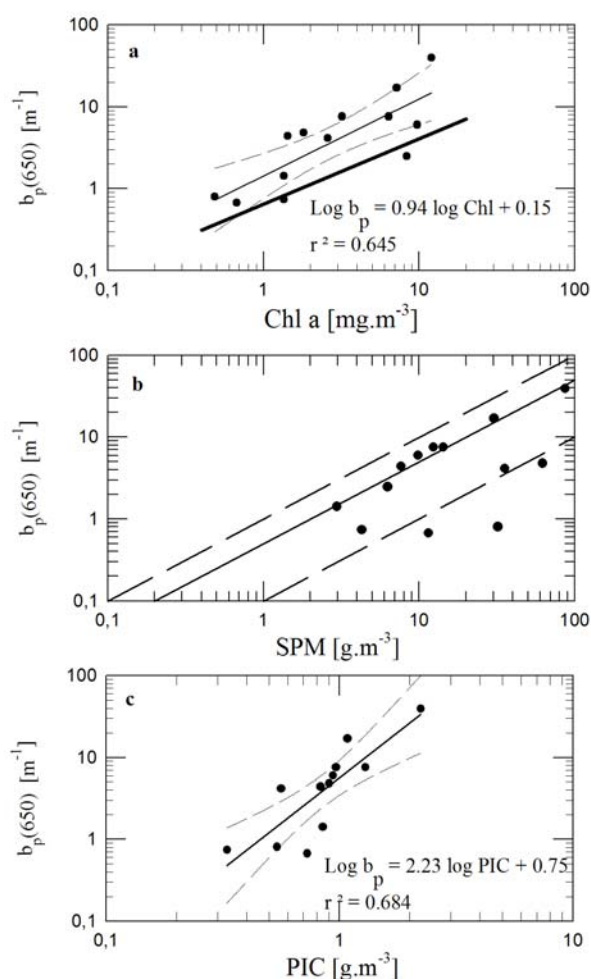 100
a
10
b_p(650) [m⁻¹]
1
Log b_p = 0.94 log Chl + 0.15
r ² = 0.645
0,1
0,1 1 10 100
Chl a [mg.m⁻³]
100
b
10
b_p(650) [m⁻¹]
1
0,1
0,1 1 10 100
SPM [g.m⁻³]
100
c
10
b_p(650) [m⁻¹]
1
Log b_p = 2.23 log PIC + 0.75
r ² = 0.684
0,1
0,1 1 10
PIC [g.m⁻³]